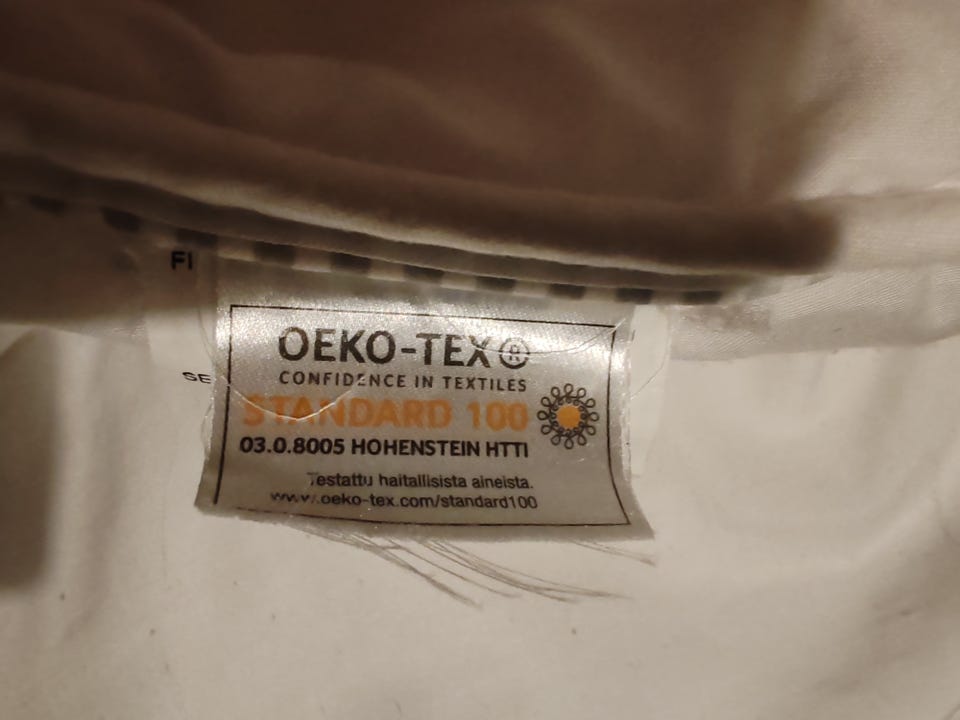 FI
OEKO-TEX®
CONFIDENCE IN TEXTILES
SE
STANDARD 100
03.0.8005 HOHENSTEIN HTTI
Testattu haitallisista aineista.
www.oeko-tex.com/standard100